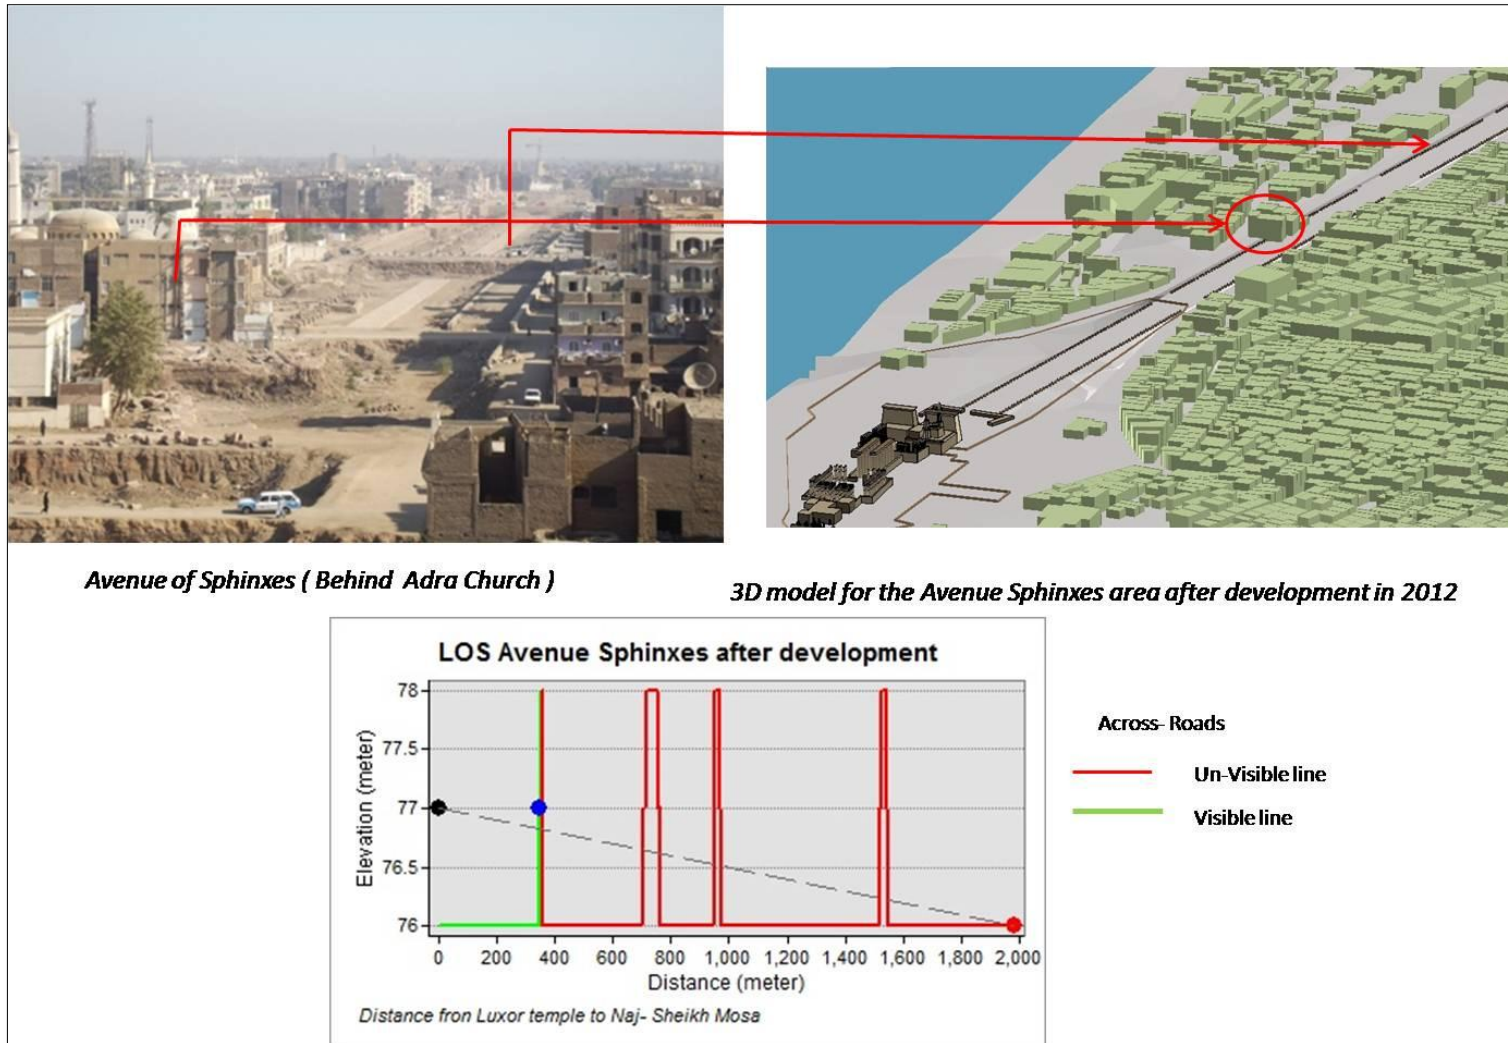 Avenue of Sphinxes ( Behind  Adra Church )
3D model for the Avenue Sphinxes area after development in 2012
LOS Avenue Sphinxes after development
Elevation (meter)
78
77.5
77
76.5
76
0 200 400 600 800 1,000 1,200 1,400 1,600 1,800 2,000
Distance (meter)
Distance fron Luxor temple to Naj- Sheikh Mosa
Across- Roads
Un-Visible line
Visible line